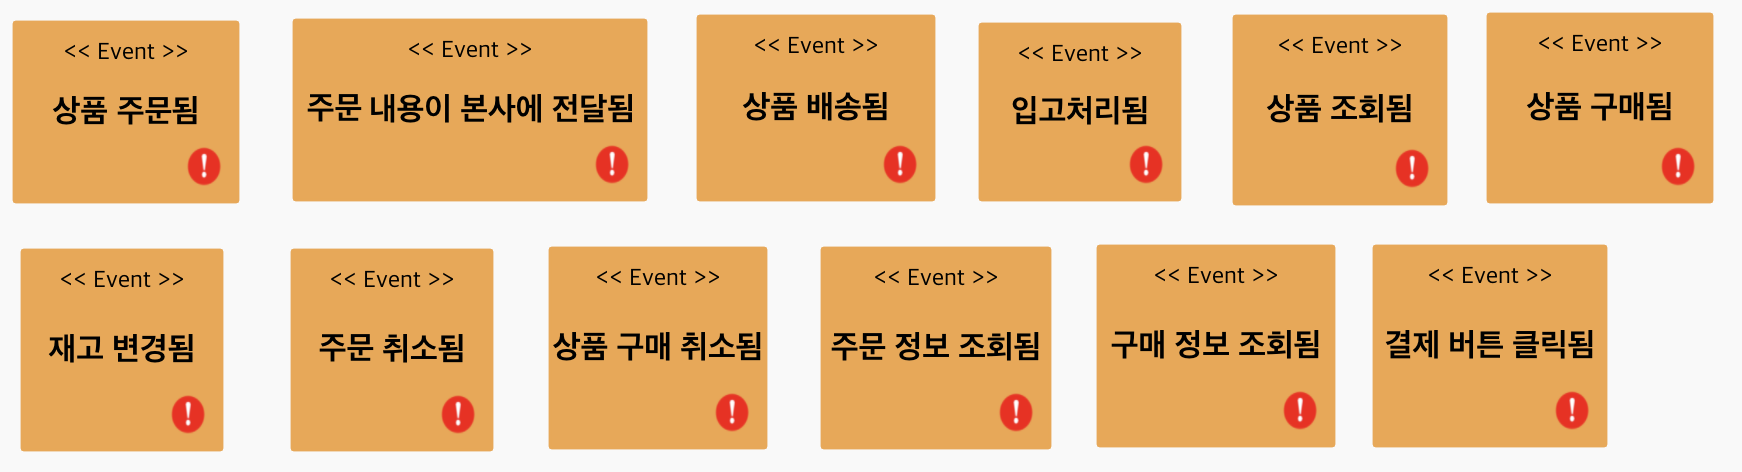 << Event >>
상품 주문됨
<< Event >>
주문 내용이 본사에 전달됨
<< Event >>
상품 배송됨
<< Event >>
입고처리됨
<< Event >>
상품 조회됨
<< Event >>
상품 구매됨
<< Event >>
재고 변경됨
<< Event >>
주문 취소됨
<< Event >>
상품 구매 취소됨
<< Event >>
주문 정보 조회됨
<< Event >>
구매 정보 조회됨
<< Event >>
결제 버튼 클릭됨